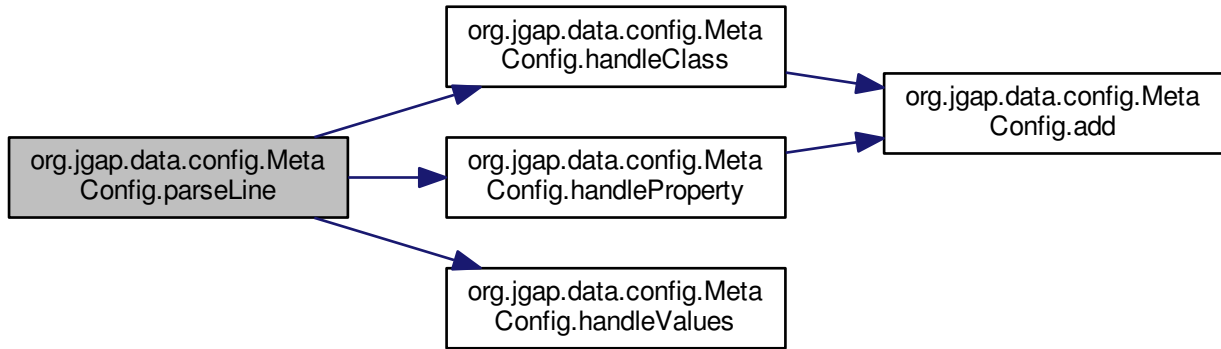 org.jgap.data.config.Meta
Config.parseLine
org.jgap.data.config.Meta
Config.handleClass
org.jgap.data.config.Meta
Config.handleProperty
org.jgap.data.config.Meta
Config.handleValues
org.jgap.data.config.Meta
Config.add